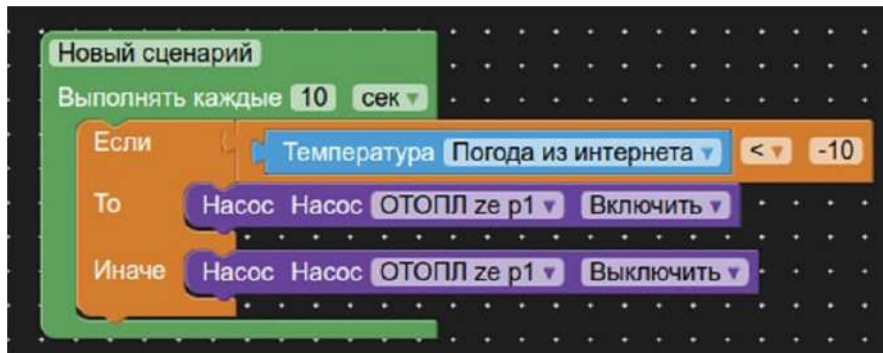 Новый сценарий
Выполнять каждые 10 сек
Если Температура Погода из интернета < -10
То Насос Насос ОТОПЛ ze p1 Включить
Иначе Насос Насос ОТОПЛ ze p1 Выключить